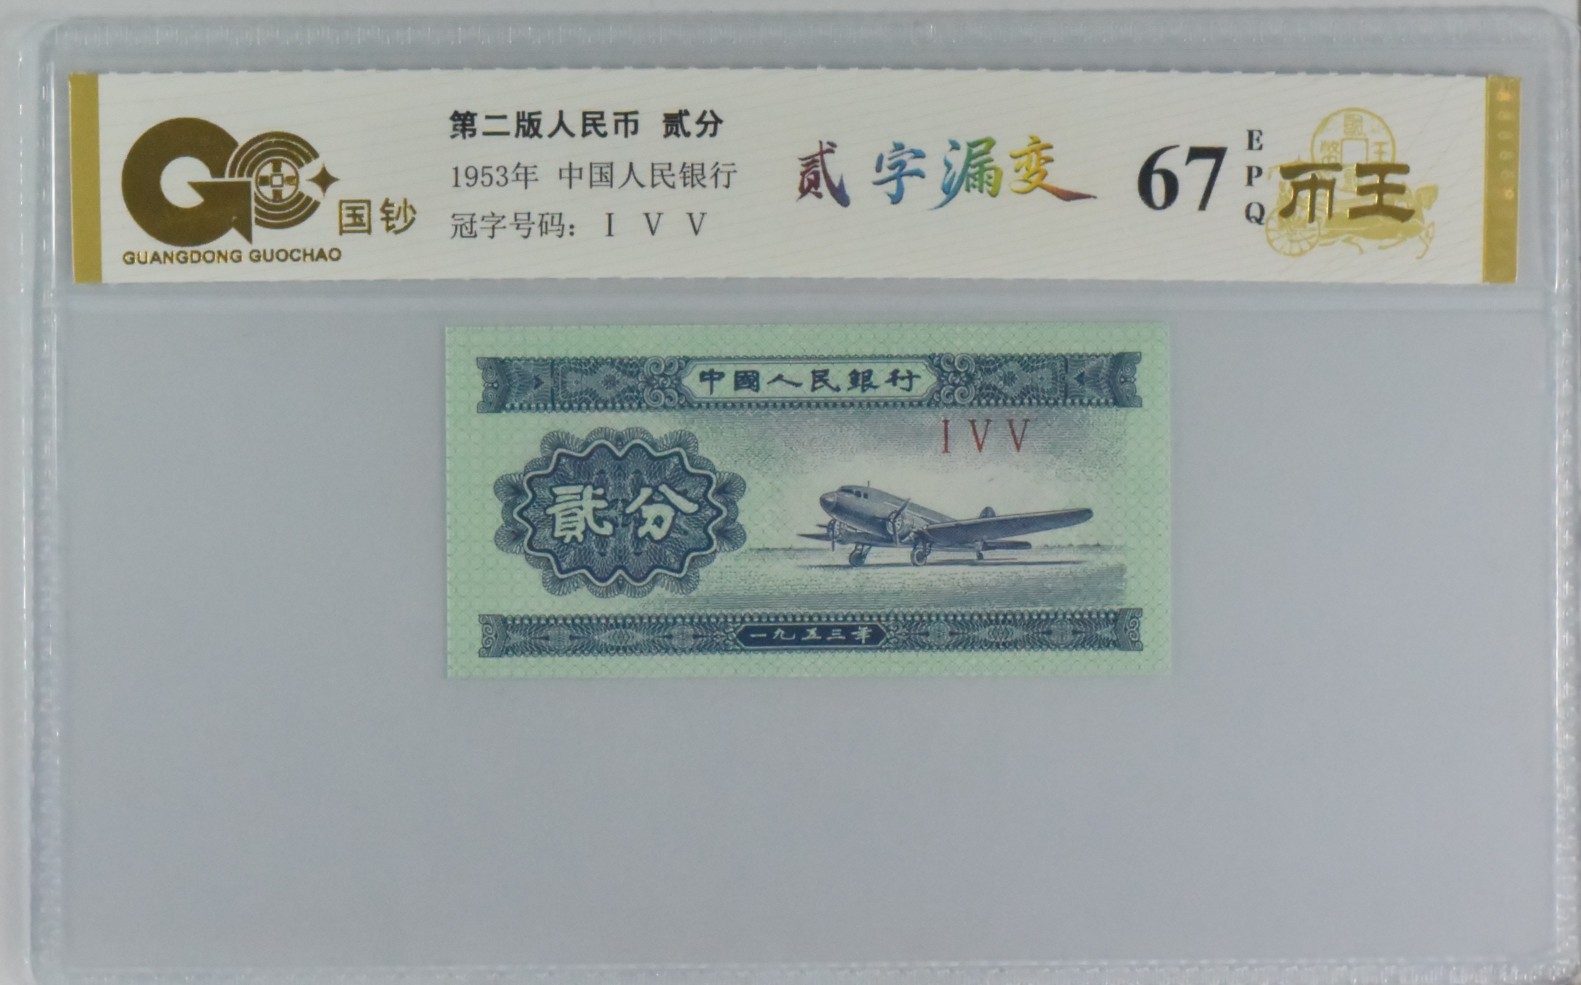 GC
国钞
GUANGDONG GUOCHAO
第二版人民币 贰分
1953年 中国人民银行
冠字号码： I V V
贰字漏变
67
EPQ
币王
中國人民銀行
I V V
貳分
一九五三年